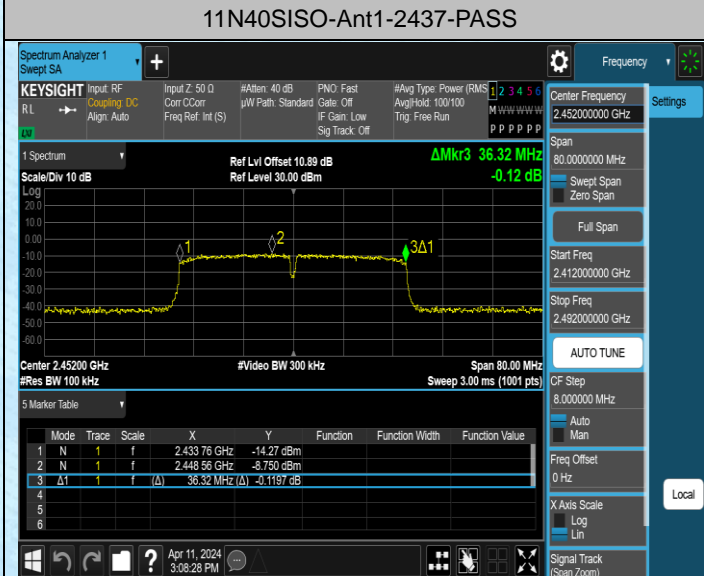 11N40SISO-Ant1-2437-PASS
Spectrum Analyzer 1
Swept SA
Frequency
KEYSIGHT
RL
Input: RF
Coupling: DC
Align: Auto
Input Z: 50 Ω
Corr CCorr
Freq Ref: Int (S)
#Atten: 40 dB
µW Path: Standard
PNO: Fast
Gate: Off
IF Gain: Low
Sig Track: Off
#Avg Type: Power (RMS
Avg|Hold: 100/100
Trig: Free Run
1 2 3 4 5 6
M W W W W W
P P P P P P
1 Spectrum
Scale/Div 10 dB
Ref Lvl Offset 10.89 dB
Ref Level 30.00 dBm
ΔMkr3 36.32 MHz
-0.12 dB
Log
20.0
10.0
0.00
-10.0
-20.0
-30.0
-40.0
-50.0
-60.0
1
2
3Δ1
Center 2.45200 GHz
#Video BW 300 kHz
Span 80.00 MHz
#Res BW 100 kHz
Sweep 3.00 ms (1001 pts)
5 Marker Table
Mode Trace Scale X Y Function Function Width Function Value
1 N 1 f 2.433 76 GHz -14.27 dBm
2 N 1 f 2.448 56 GHz -8.750 dBm
3 Δ1 1 f (Δ) 36.32 MHz (Δ) -0.1197 dB
4
5
6
Apr 11, 2024
3:08:28 PM
Center Frequency
2.452000000 GHz
Settings
Span
80.0000000 MHz
Swept Span
Zero Span
Full Span
Start Freq
2.412000000 GHz
Stop Freq
2.492000000 GHz
AUTO TUNE
CF Step
8.000000 MHz
Auto
Man
Freq Offset
0 Hz
X Axis Scale
Log
Lin
Local
Signal Track
(Span Zoom)